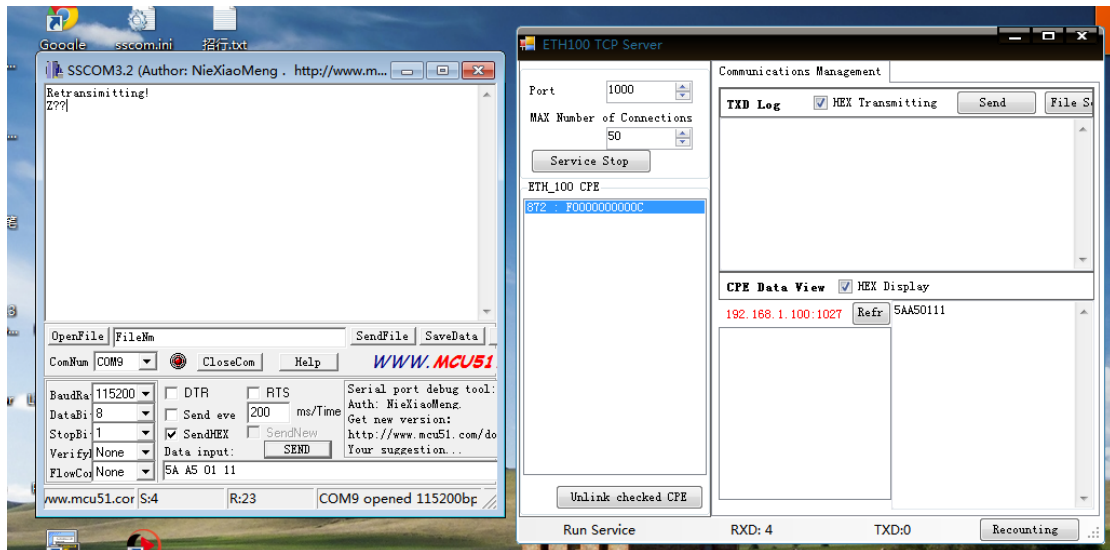 Google
sscom.ini
招行.txt
SSCOM3.2 (Author: NieXiaoMeng . http://www.m...
Retransimitting!
Z??
OpenFile
FileNm
SendFile
SaveData
ComNum
COM9
CloseCom
Help
WWW.MCU51
BaudRa
115200
DTR
RTS
DataBi
8
Send eve
200
ms/Time
StopBi
1
SendHEX
SendNew
Verify
None
Data input:
SEND
FlowCo
None
5A A5 01 11
Serial port debug tool:
Auth: NieXiaoMeng.
Get new version:
http://www.mcu51.com/do
Your suggestion...
www.mcu51.cor
S:4
R:23
COM9 opened 115200bp
ETH100 TCP Server
Port
1000
MAX Number of Connections
50
Service Stop
ETH_100 CPE
872 : F0000000000C
Unlink checked CPE
Communications Management
TXD Log
HEX Transmitting
Send
File S
CPE Data View
HEX Display
192.168.1.100:1027
Refr
5AA50111
Run Service
RXD: 4
TXD:0
Recounting